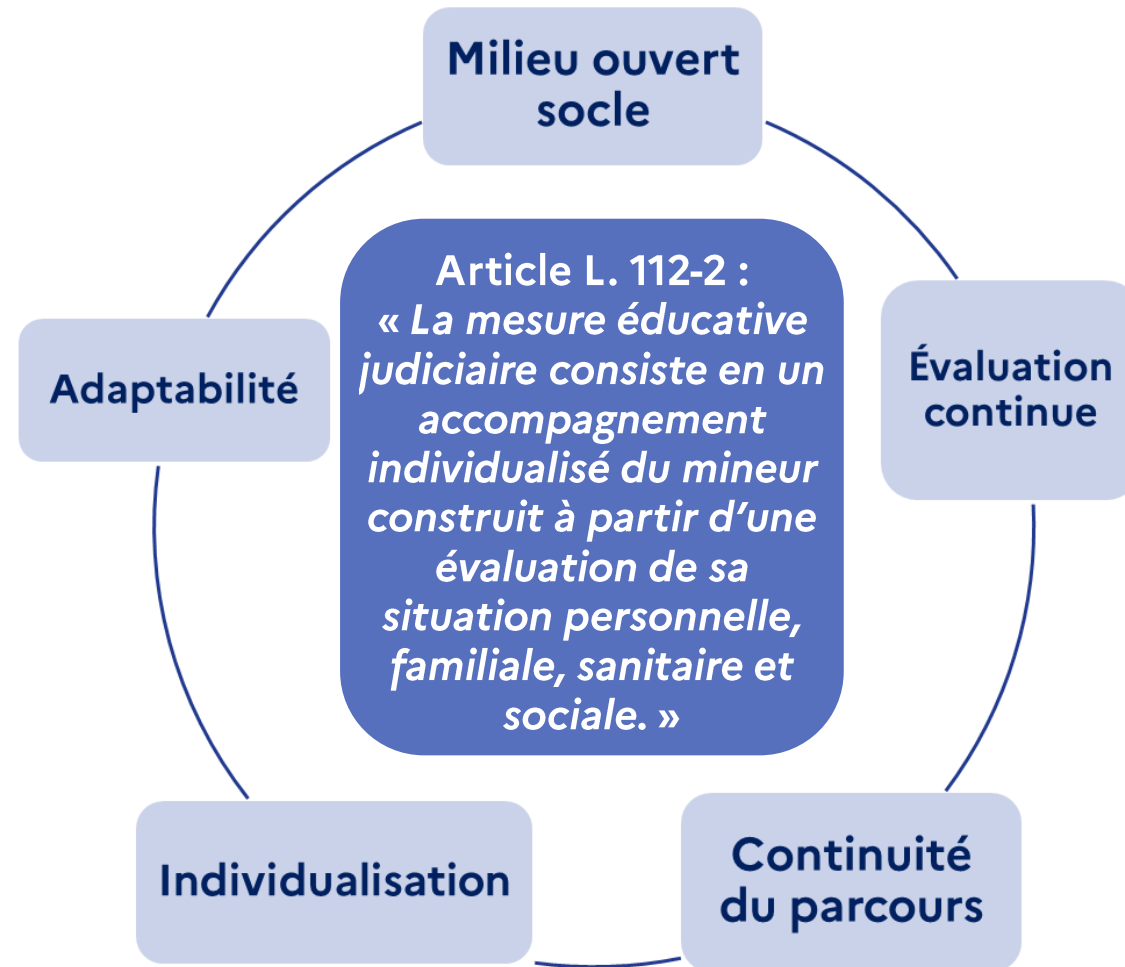 Milieu ouvert
socle
Article L. 112-2 :
« La mesure éducative
judiciaire consiste en un
accompagnement
individualisé du mineur
construit à partir d’une
évaluation de sa
situation personnelle,
familiale, sanitaire et
sociale. »
Évaluation
continue
Continuité
du parcours
Individualisation
Adaptabilité